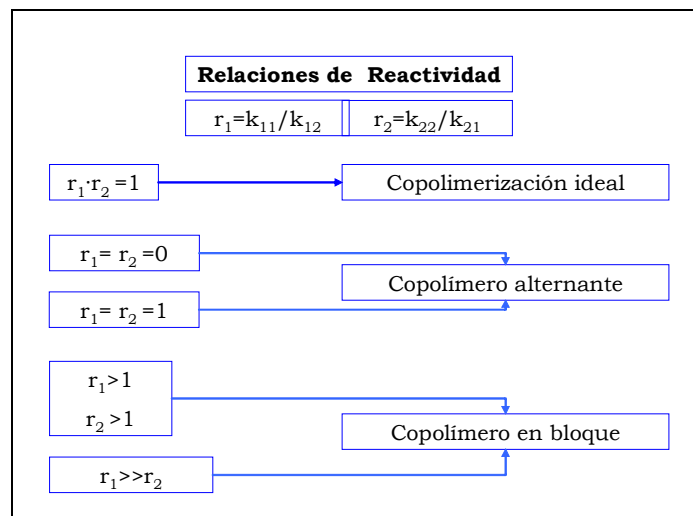 Relaciones de Reactividad
r₁=k₁₁/k₁₂ r₂=k₂₂/k₂₁
r₁·r₂ =1 Copolimerización ideal
r₁= r₂ =0
Copolímero alternante
r₁= r₂ =1
r₁>1
r₂ >1
Copolímero en bloque
r₁>>r₂